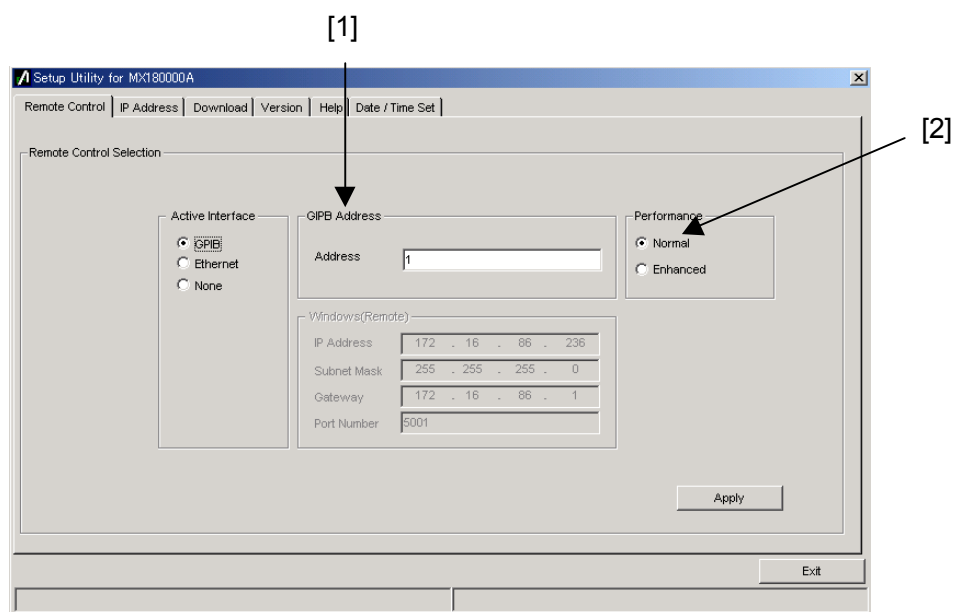 [1]
Setup Utility for MX180000A
Remote Control IP Address Download Version Help Date / Time Set
[2]
Remote Control Selection
Active Interface
GPIB
Ethernet
None
GIPB Address
Address 1
Performance
Normal
Enhanced
Windows(Remote)
IP Address 172 . 16 . 86 . 236
Subnet Mask 255 . 255 . 255 . 0
Gateway 172 . 16 . 86 . 1
Port Number 5001
Apply
Exit